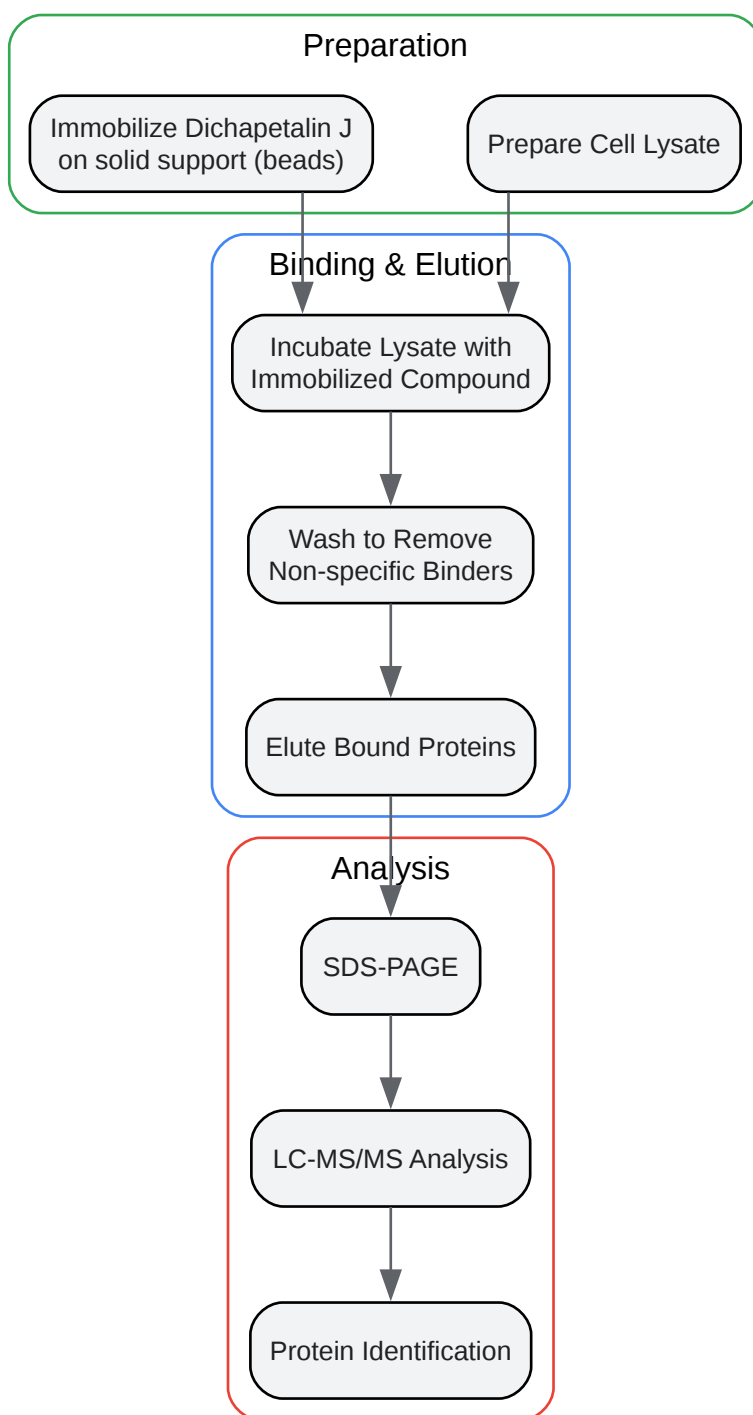 Preparation
Immobilize Dichapetalin J
on solid support (beads)
Prepare Cell Lysate
Binding & Elution
Incubate Lysate with
Immobilized Compound
Wash to Remove
Non-specific Binders
Elute Bound Proteins
Analysis
SDS-PAGE
LC-MS/MS Analysis
Protein Identification